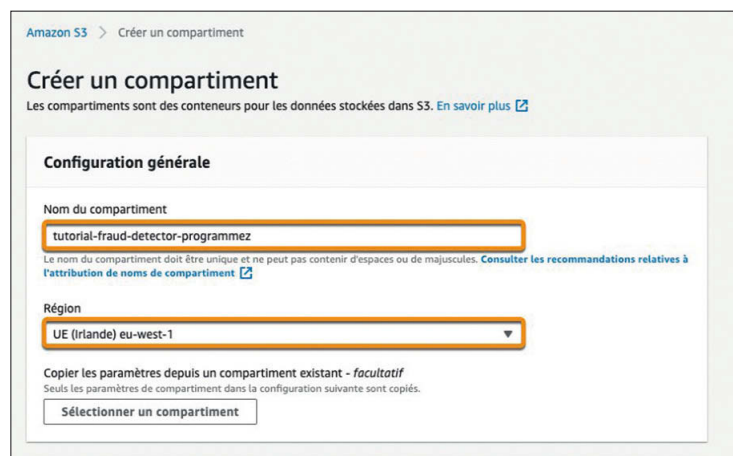 Amazon S3 > Créer un compartiment
Créer un compartiment
Les compartiments sont des conteneurs pour les données stockées dans S3. En savoir plus
Configuration générale
Nom du compartiment
tutorial-fraud-detector-programmez
Le nom du compartiment doit être unique et ne peut pas contenir d'espaces ou de majuscules. Consulter les recommandations relatives à
l'attribution de noms de compartiment
Région
UE (Irlande) eu-west-1
Copier les paramètres depuis un compartiment existant - facultatif
Seuls les paramètres de compartiment dans la configuration suivante sont copiés.
Sélectionner un compartiment